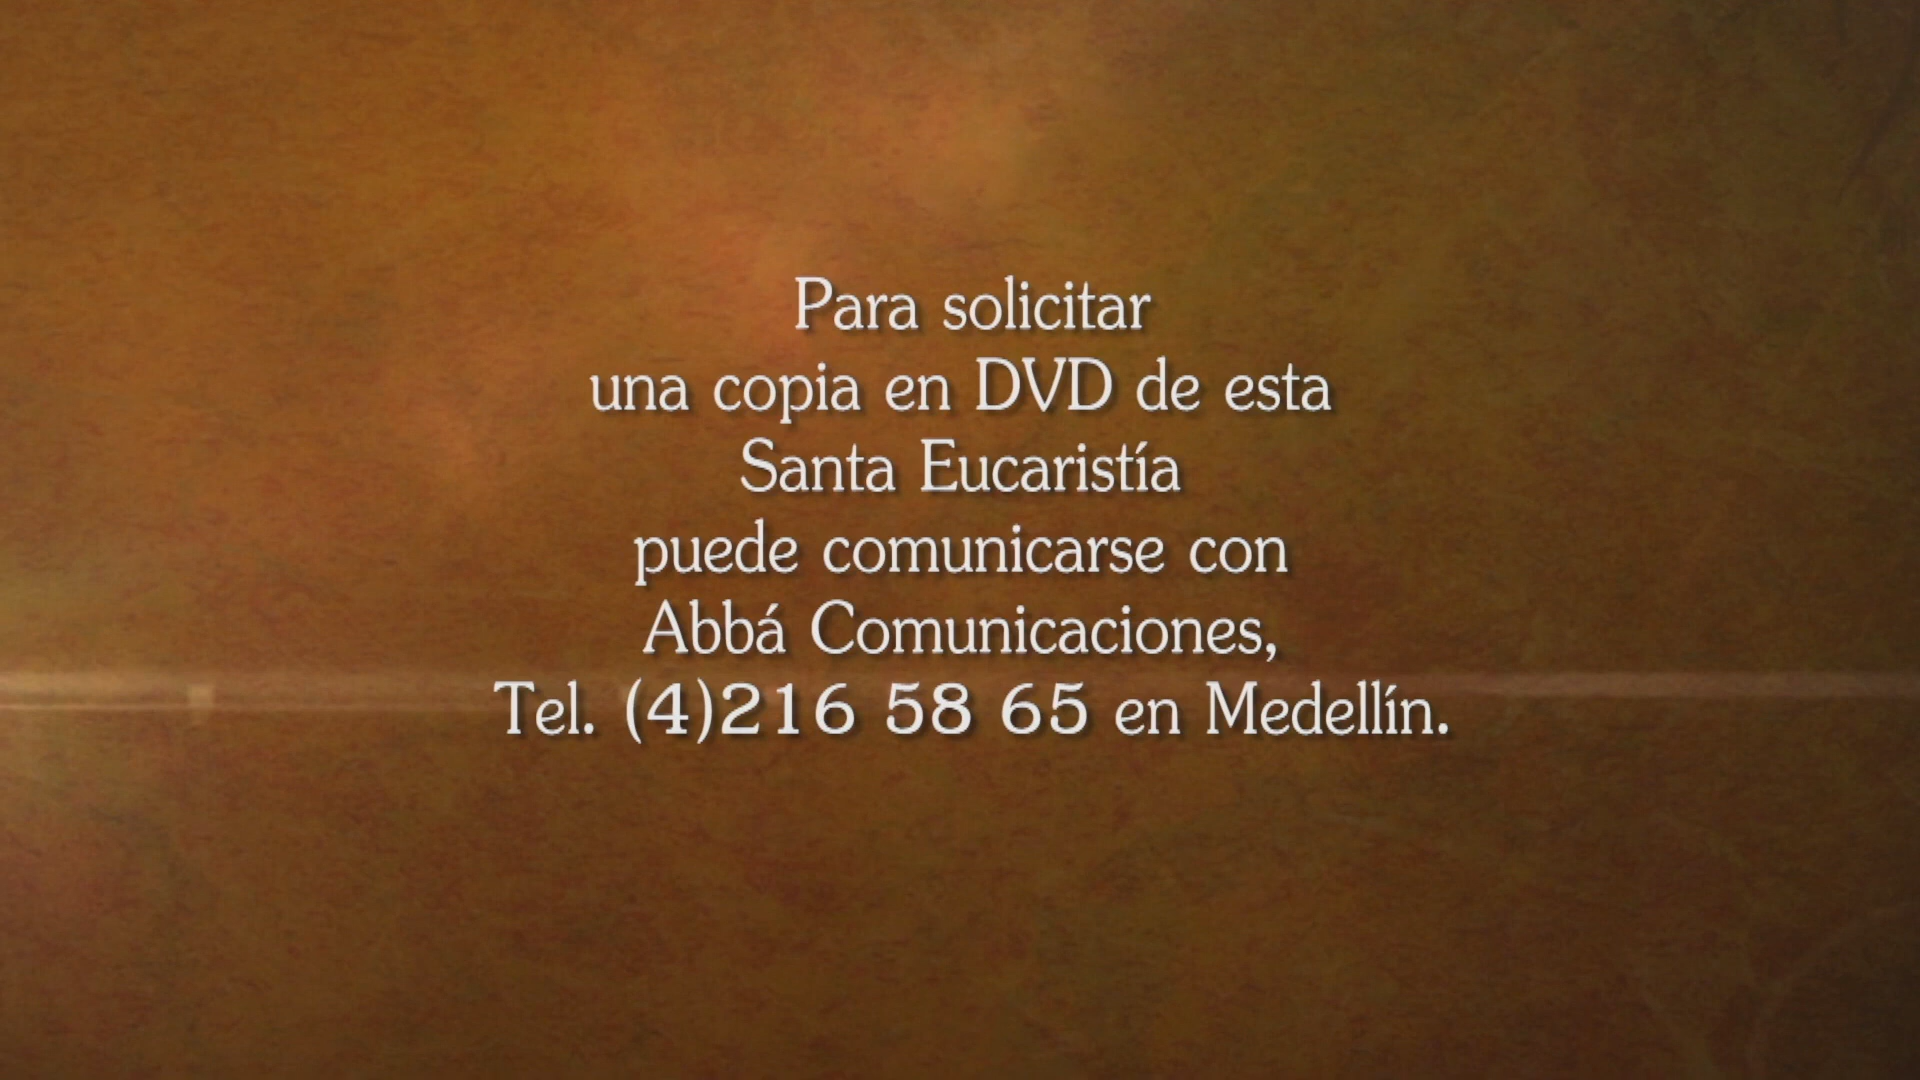 Para solicitar
una copia en DVD de esta
Santa Eucaristía
puede comunicarse con
Abbá Comunicaciones,
Tel. (4)216 58 65 en Medellín.